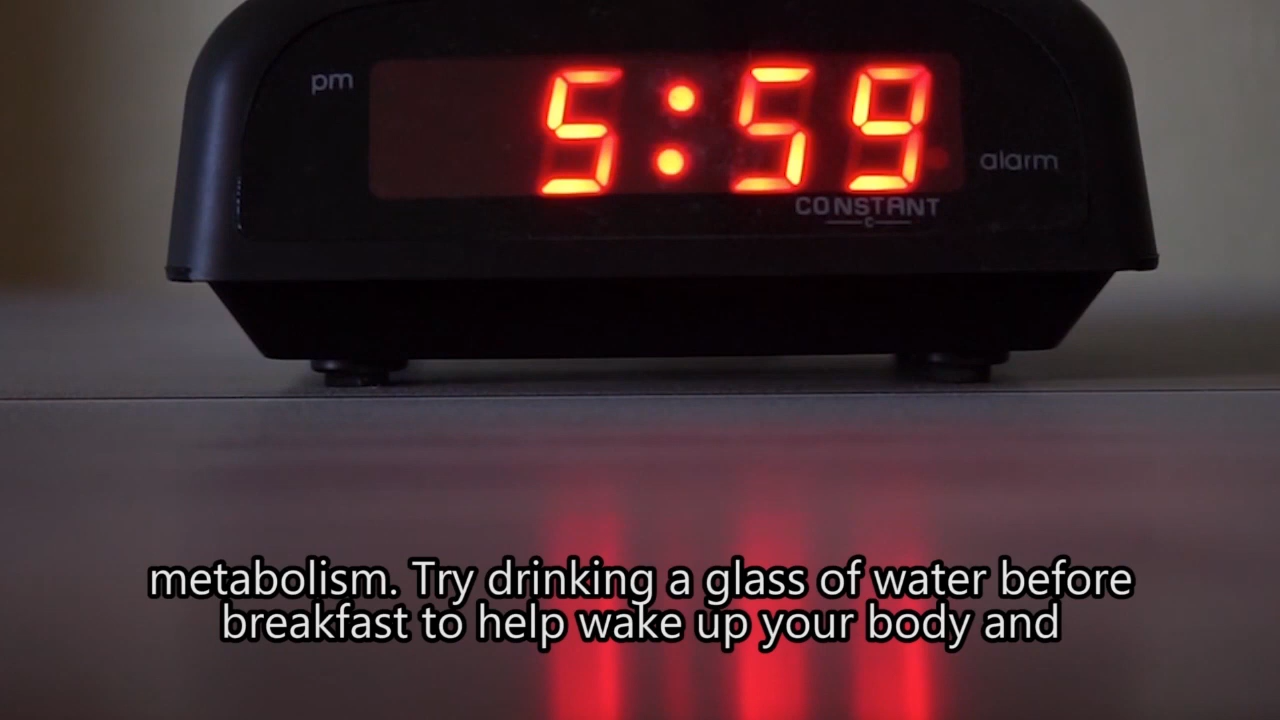 pm
5:59
alarm
CONSTANT
C
metabolism. Try drinking a glass of water before
breakfast to help wake up your body and